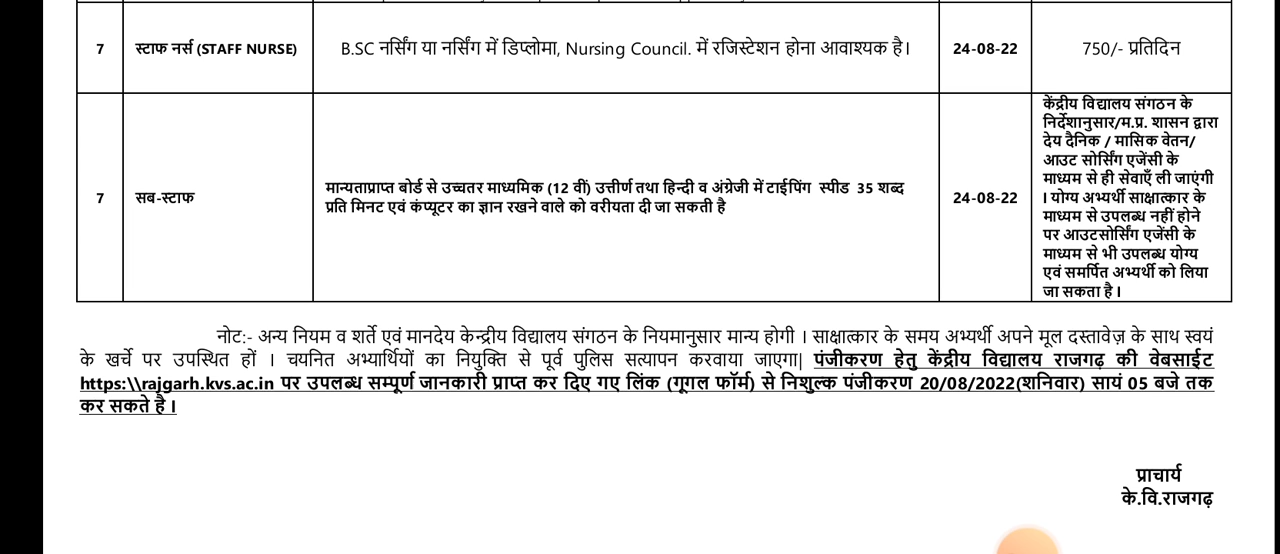 7
स्टाफ नर्स (STAFF NURSE)
B.SC नर्सिंग या नर्सिंग में डिप्लोमा, Nursing Council. में रजिस्टेशन होना आवाश्यक है।
24-08-22
750/- प्रतिदिन
7
सब-स्टाफ
मान्यताप्राप्त बोर्ड से उच्चतर माध्यमिक (12 वीं) उत्तीर्ण तथा हिन्दी व अंग्रेजी में टाईपिंग स्पीड 35 शब्द
प्रति मिनट एवं कंप्यूटर का ज्ञान रखने वाले को वरीयता दी जा सकती है
24-08-22
केंद्रीय विद्यालय संगठन के
निर्देशानुसार/म.प्र. शासन द्वारा
देय दैनिक / मासिक वेतन/
आउट सोर्सिंग एजेंसी के
माध्यम से ही सेवाएँ ली जाएंगी
। योग्य अभ्यर्थी साक्षात्कार के
माध्यम से उपलब्ध नहीं होने
पर आउटसोर्सिंग एजेंसी के
माध्यम से भी उपलब्ध योग्य
एवं समर्पित अभ्यर्थी को लिया
जा सकता है ।
नोट:- अन्य नियम व शर्ते एवं मानदेय केन्द्रीय विद्यालय संगठन के नियमानुसार मान्य होगी । साक्षात्कार के समय अभ्यर्थी अपने मूल दस्तावेज़ के साथ स्वयं
के खर्चे पर उपस्थित हों । चयनित अभ्यार्थियों का नियुक्ति से पूर्व पुलिस सत्यापन करवाया जाएगा| पंजीकरण हेतु केंद्रीय विद्यालय राजगढ़ की वेबसाईट
https:\\rajgarh.kvs.ac.in पर उपलब्ध सम्पूर्ण जानकारी प्राप्त कर दिए गए लिंक (गूगल फॉर्म) से निशुल्क पंजीकरण 20/08/2022(शनिवार) सायं 05 बजे तक
कर सकते है ।
प्राचार्य
के.वि.राजगढ़